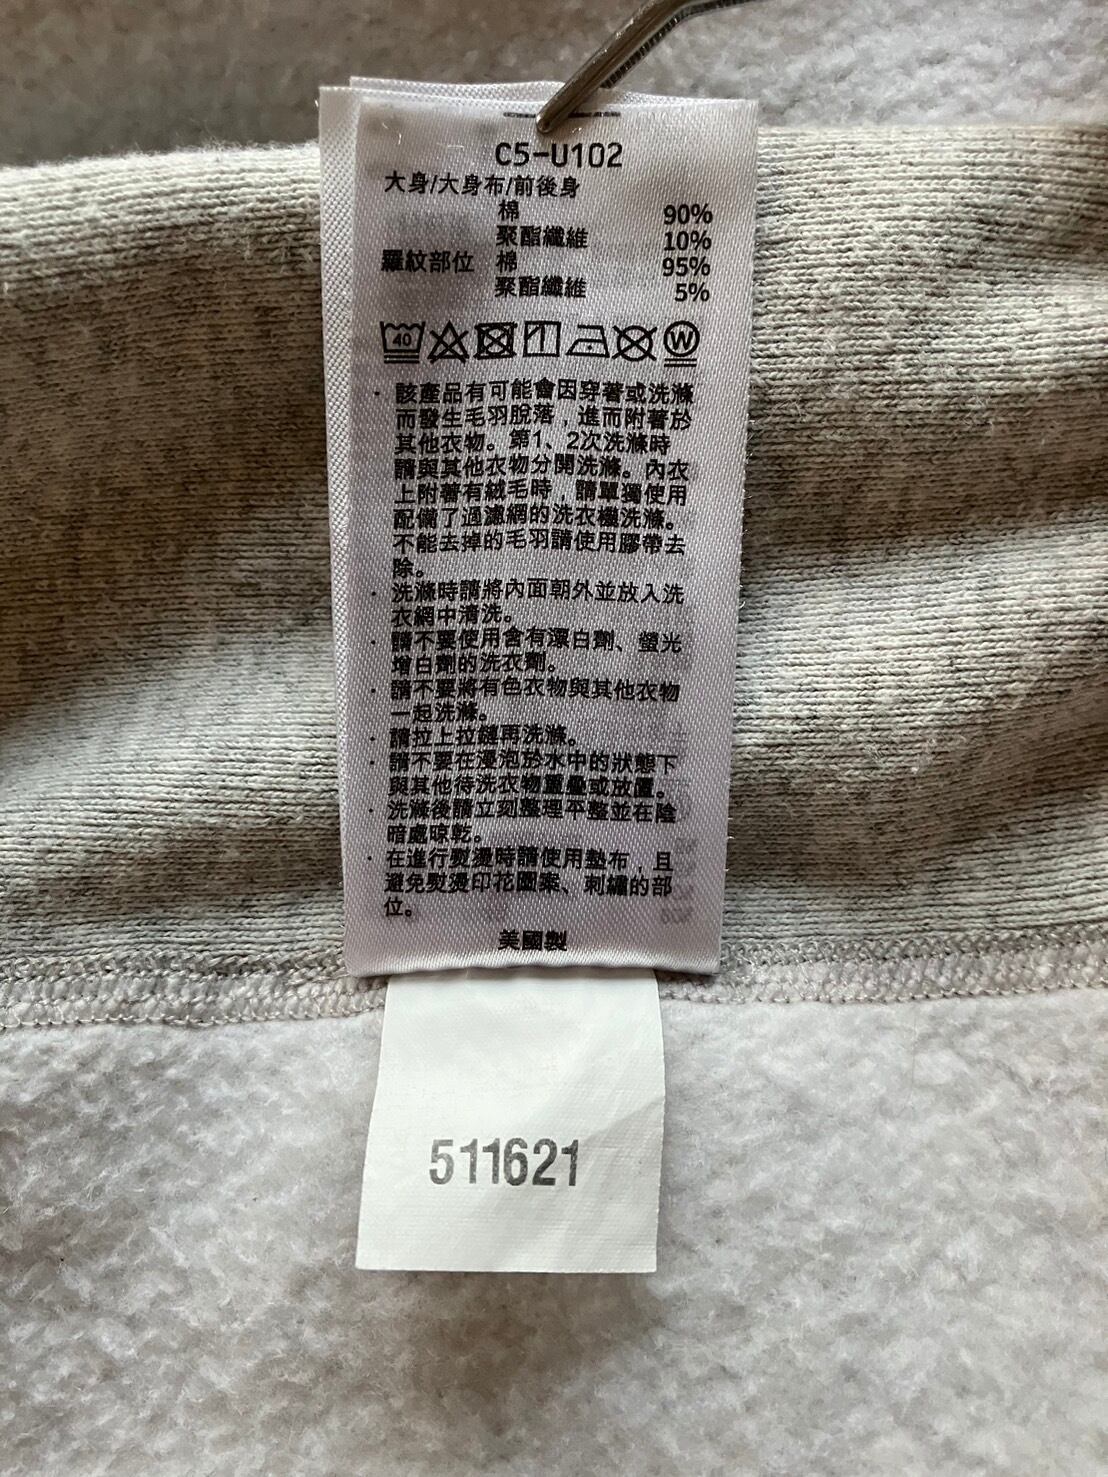 C5-U102
大身/大身布/前後身
棉 90%
聚酯纖維 10%
羅紋部位 棉 95%
聚酯纖維 5%
40 W
・該產品有可能會因穿著或洗滌
而發生毛羽脫落，進而附著於
其他衣物。第1、2次洗滌時
請與其他衣物分開洗滌。內衣
上附著有絨毛時，請單獨使用
配備了過濾網的洗衣機洗滌。
不能去掉的毛羽請使用膠帶去
除。
・洗滌時請將內面朝外並放入洗
衣網中清洗。
・請不要使用含有漂白劑、螢光
增白劑的洗衣劑。
・請不要將有色衣物與其他衣物
一起洗滌。
・請拉上拉鏈再洗滌。
・請不要在浸泡於水中的狀態下
與其他待洗衣物重疊或放置。
・洗滌後請立刻整理平整並在陰
暗處晾乾。
・在進行熨燙時請使用墊布，且
避免熨燙印花圖案、刺繡的部
位。
美國製
511621